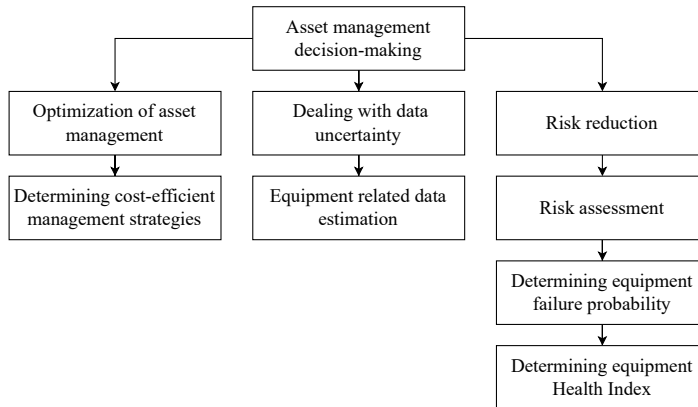 Asset management
decision-making
Optimization of asset
management
Dealing with data
uncertainty
Risk reduction
Determining cost-efficient
management strategies
Equipment related data
estimation
Risk assessment
Determining equipment
failure probability
Determining equipment
Health Index